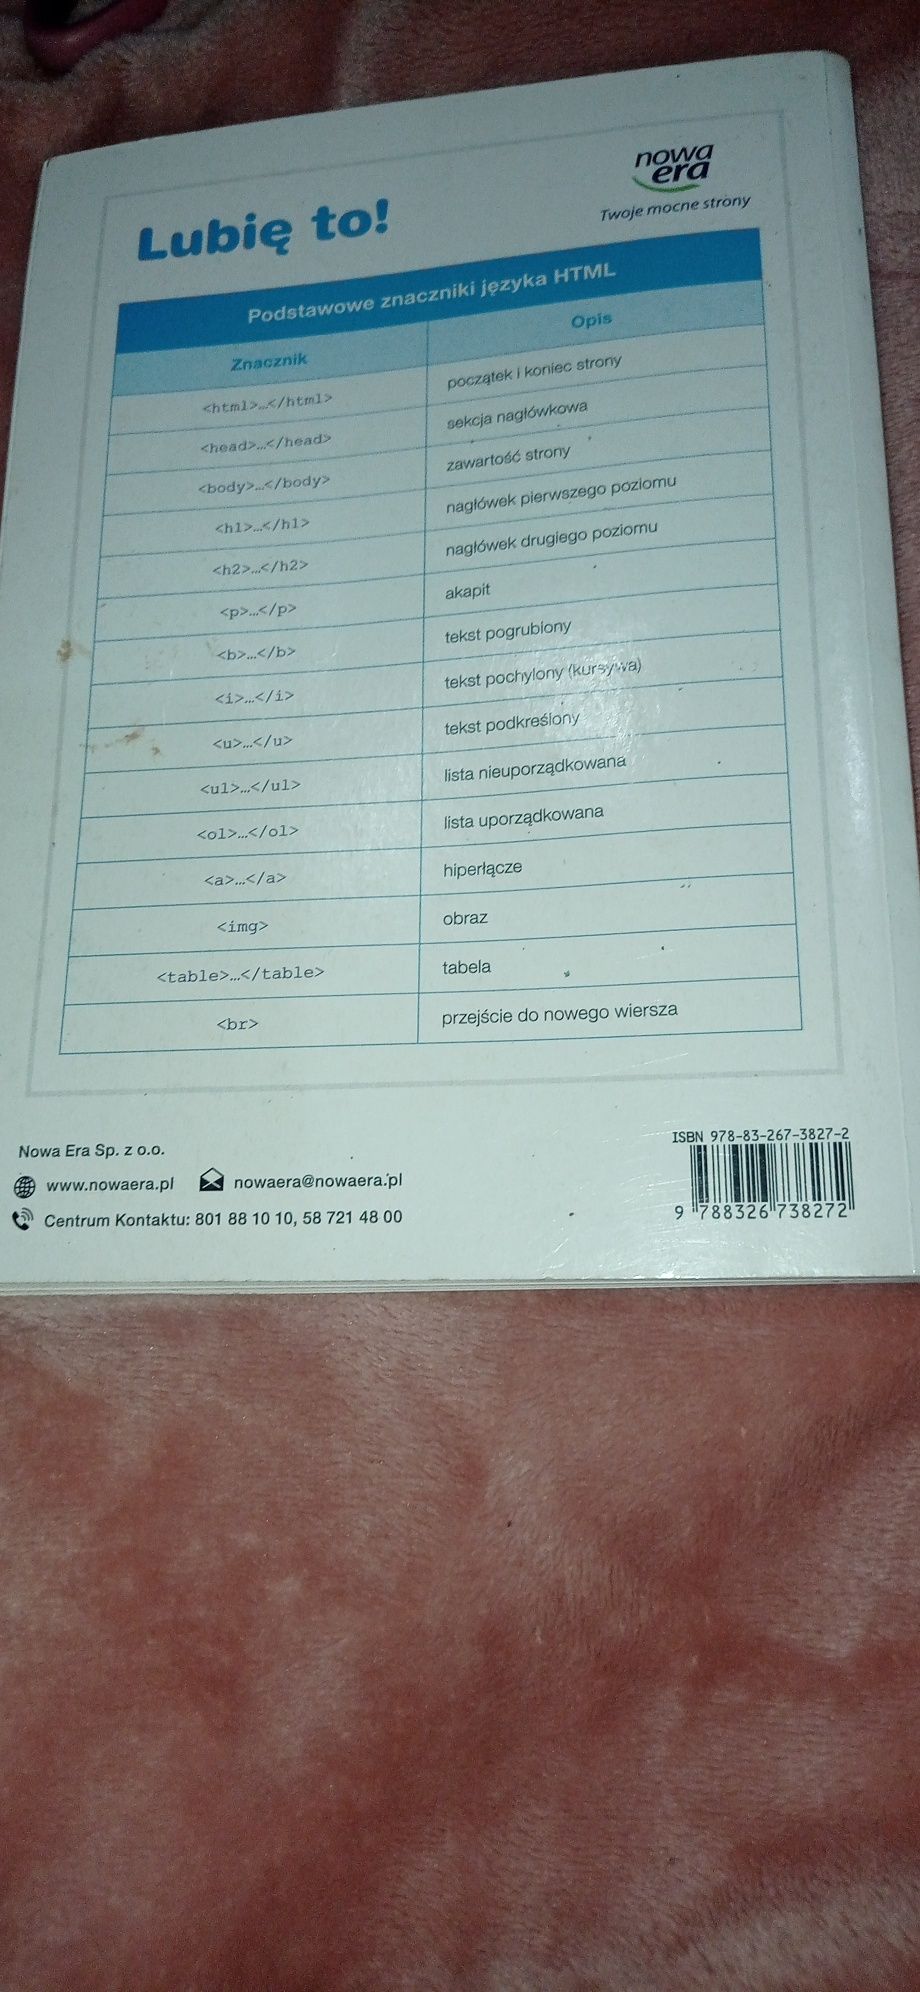 nowa
era
Twoje mocne strony
Lubię to!
Podstawowe znaczniki języka HTML
Znacznik Opis
<html>…</html> początek i koniec strony
<head>…</head> sekcja nagłówkowa
<body>…</body> zawartość strony
<h1>…</h1> nagłówek pierwszego poziomu
<h2>…</h2> nagłówek drugiego poziomu
<p>…</p> akapit
<b>…</b> tekst pogrubiony
<i>…</i> tekst pochylony (kursywa)
<u>…</u> tekst podkreślony
<ul>…</ul> lista nieuporządkowana
<ol>…</ol> lista uporządkowana
<a>…</a> hiperłącze
<img> obraz
<table>…</table> tabela
<br> przejście do nowego wiersza
Nowa Era Sp. z o.o.
www.nowaera.pl nowaera@nowaera.pl
Centrum Kontaktu: 801 88 10 10, 58 721 48 00
ISBN 978-83-267-3827-2
9 788326 738272